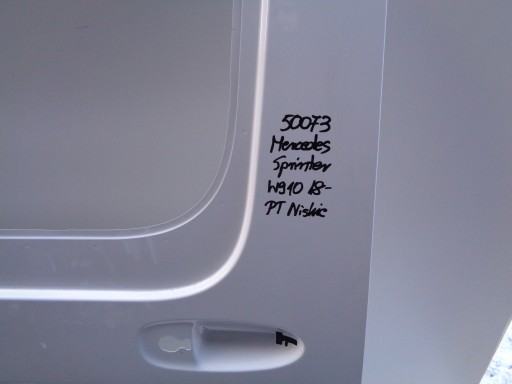 50073
Mercedes
Sprinter
W910 18-
PT Niskie